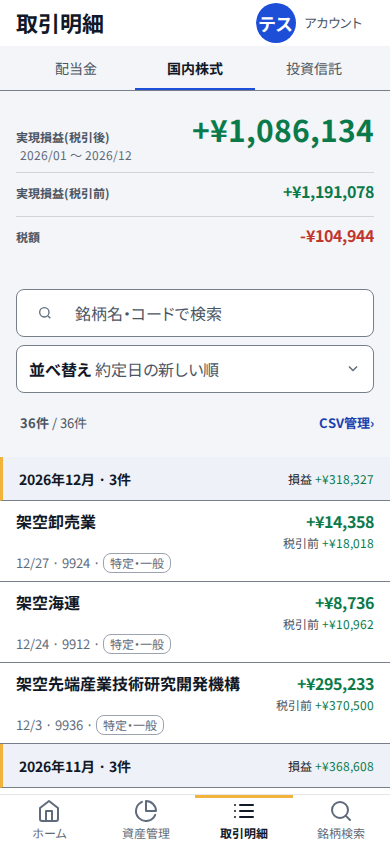 取引明細
テス アカウント
配当金 国内株式 投資信託
実現損益(税引後) +¥1,086,134
2026/01 〜 2026/12
実現損益(税引前) +¥1,191,078
税額 -¥104,944
銘柄名・コードで検索
並べ替え 約定日の新しい順
36件 / 36件 CSV管理›
2026年12月・3件 損益 +¥318,327
架空卸売業 +¥14,358
税引前 +¥18,018
12/27・9924・特定・一般
架空海運 +¥8,736
税引前 +¥10,962
12/24・9912・特定・一般
架空先端産業技術研究開発機構 +¥295,233
税引前 +¥370,500
12/3・9936・特定・一般
2026年11月・3件 損益 +¥368,608
ホーム 資産管理 取引明細 銘柄検索